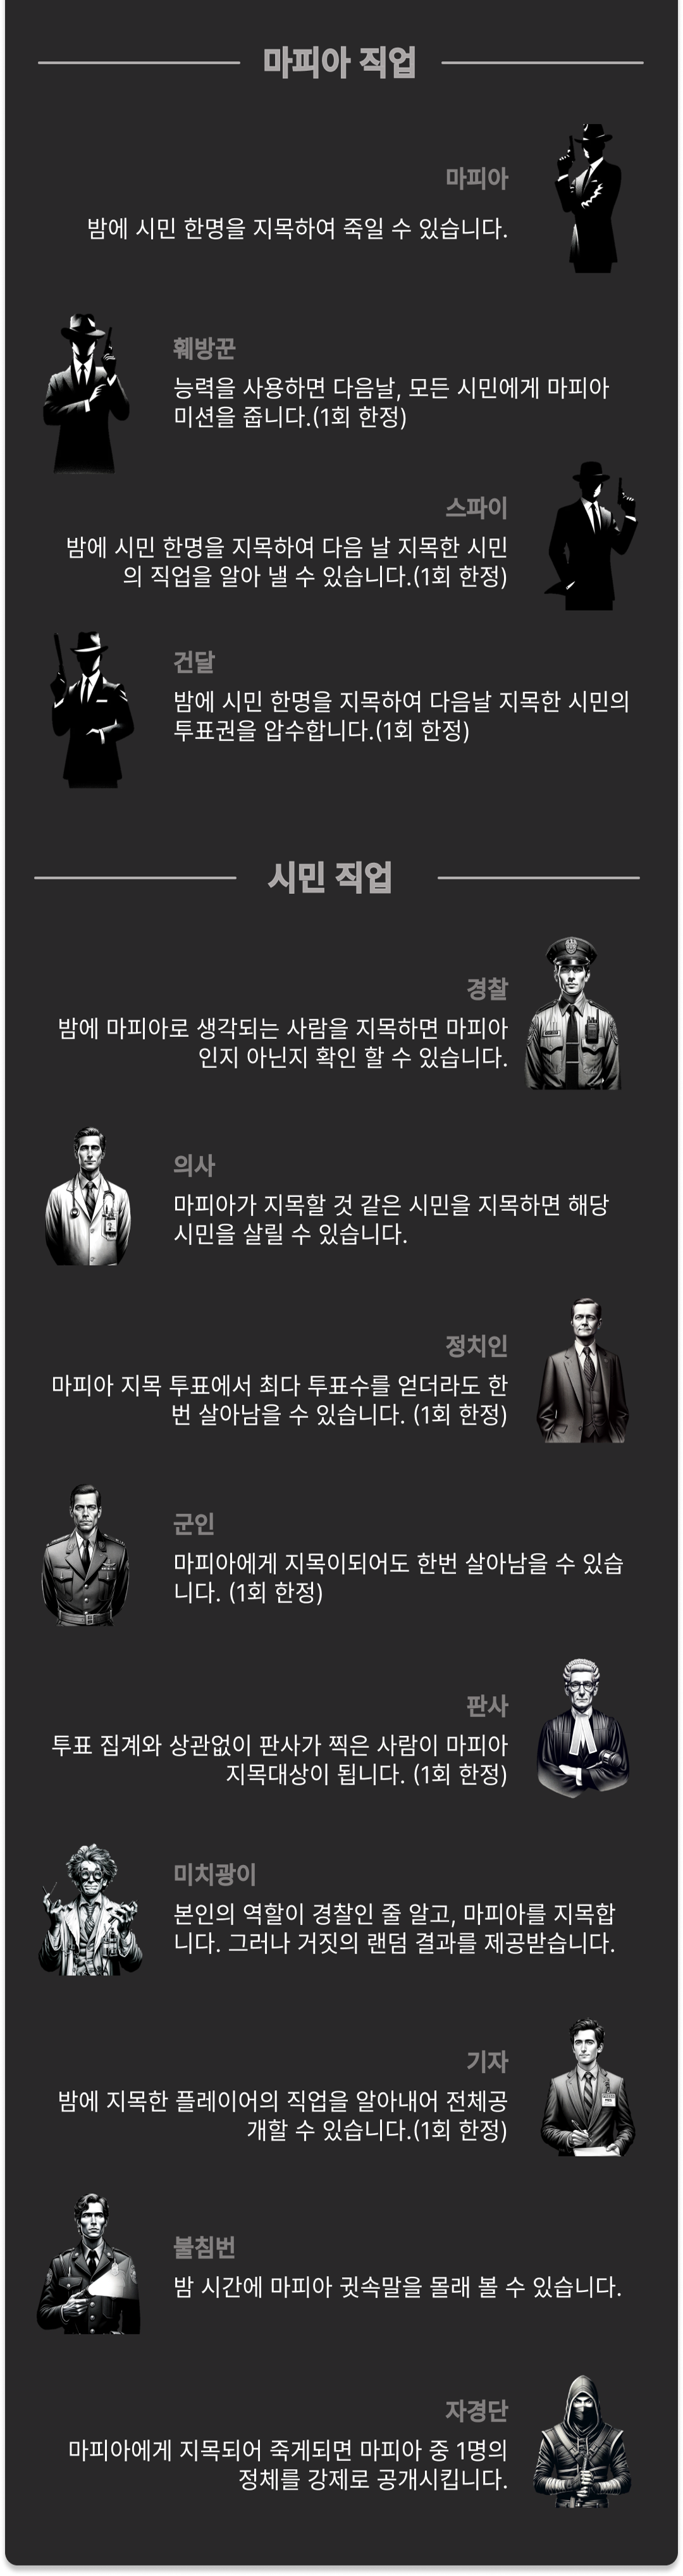 마피아 직업
마피아
밤에 시민 한명을 지목하여 죽일 수 있습니다.
훼방꾼
능력을 사용하면 다음날, 모든 시민에게 마피아
미션을 줍니다.(1회 한정)
스파이
밤에 시민 한명을 지목하여 다음 날 지목한 시민
의 직업을 알아 낼 수 있습니다.(1회 한정)
건달
밤에 시민 한명을 지목하여 다음날 지목한 시민의
투표권을 압수합니다.(1회 한정)
시민 직업
경찰
밤에 마피아로 생각되는 사람을 지목하면 마피아
인지 아닌지 확인 할 수 있습니다.
의사
마피아가 지목할 것 같은 시민을 지목하면 해당
시민을 살릴 수 있습니다.
정치인
마피아 지목 투표에서 최다 투표수를 얻더라도 한
번 살아남을 수 있습니다. (1회 한정)
군인
마피아에게 지목이되어도 한번 살아남을 수 있습
니다. (1회 한정)
판사
투표 집계와 상관없이 판사가 찍은 사람이 마피아
지목대상이 됩니다. (1회 한정)
미치광이
본인의 역할이 경찰인 줄 알고, 마피아를 지목합
니다. 그러나 거짓의 랜덤 결과를 제공받습니다.
기자
밤에 지목한 플레이어의 직업을 알아내어 전체공
개할 수 있습니다.(1회 한정)
불침번
밤 시간에 마피아 귓속말을 몰래 볼 수 있습니다.
자경단
마피아에게 지목되어 죽게되면 마피아 중 1명의
정체를 강제로 공개시킵니다.